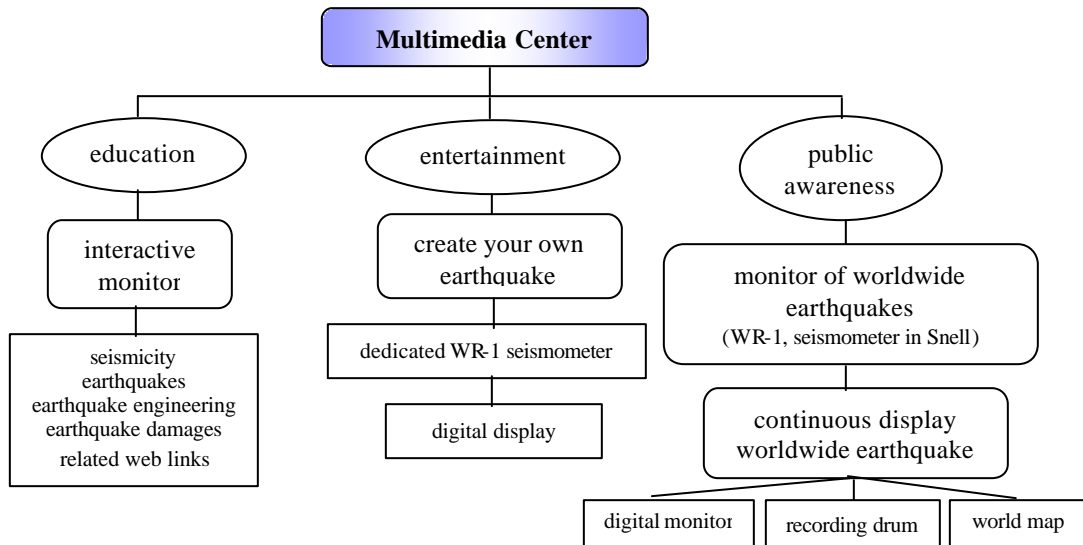 Multimedia Center
education
interactive
monitor
seismicity
earthquakes
earthquake engineering
earthquake damages
related web links
entertainment
create your own
earthquake
dedicated WR-1 seismometer
digital display
public
awareness
monitor of worldwide
earthquakes
(WR-1, seismometer in Snell)
continuous display
worldwide earthquake
digital monitor
recording drum
world map